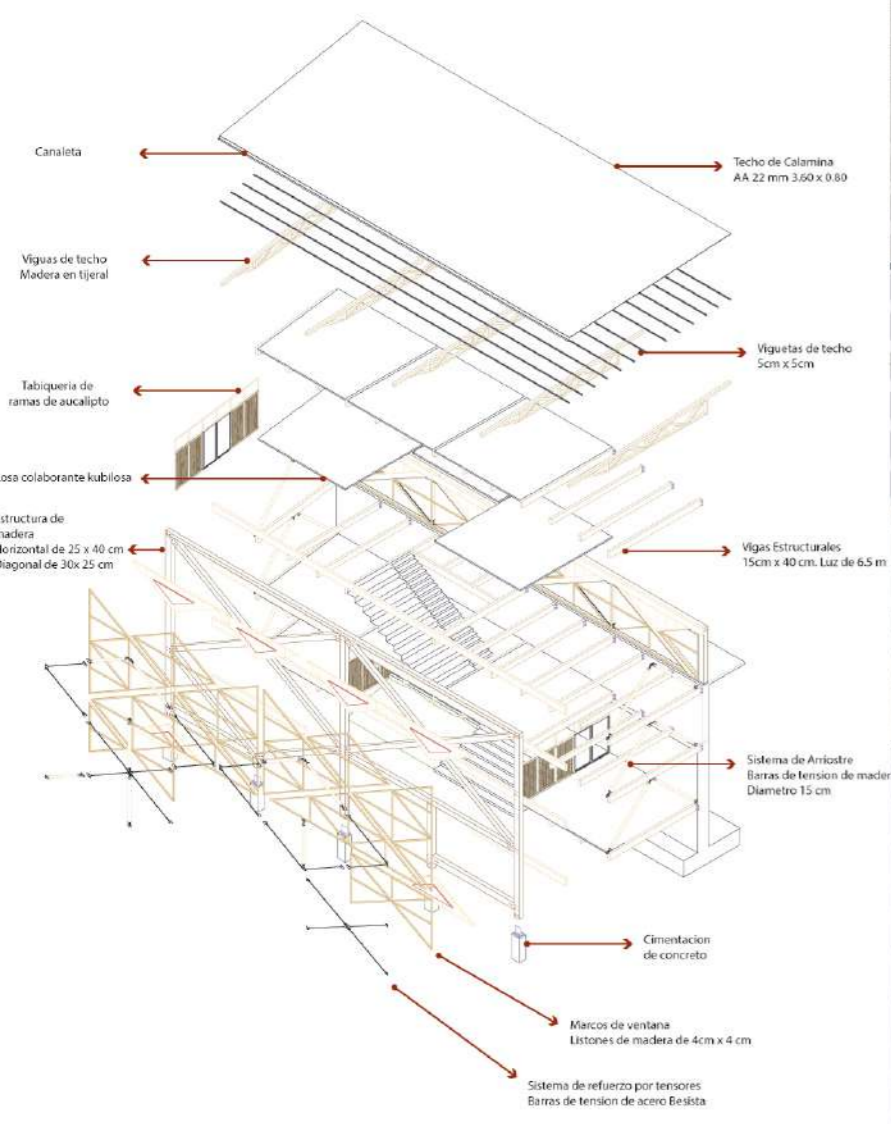 Canaleta
Techo de Calamina
AA 22 mm 3.60 x 0.80
Viguas de techo
Madera en tijeral
Viguetas de techo
5cm x 5cm
Tabiqueria de
ramas de aucalipto
osa colaborante kubilosa
structura de
nadera
Horizontal de 25 x 40 cm
Diagonal de 30x 25 cm
Vigas Estructurales
15cm x 40 cm. Luz de 6.5 m
Sistema de Arriostre
Barras de tension de mader
Diametro 15 cm
Cimentacion
de concreto
Marcos de ventana
Listones de madera de 4cm x 4 cm
Sistema de refuerzo por tensores
Barras de tension de acero Besista